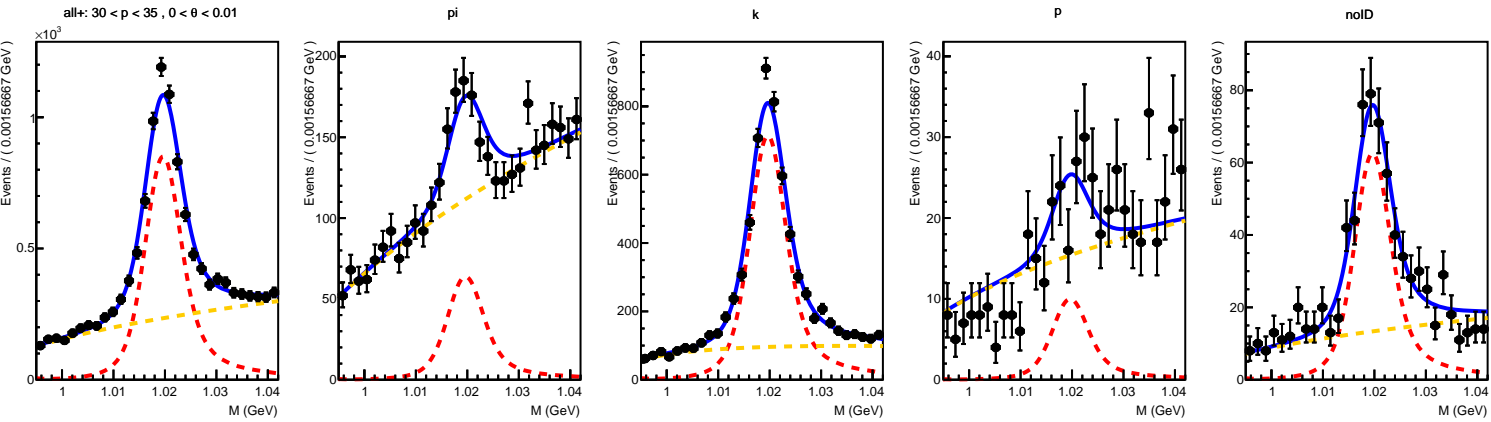 all+: 30 < p < 35 , 0 < θ < 0.01
×10³
Events / ( 0.00156667 GeV )
1
0.5
0
1 1.01 1.02 1.03 1.04
M (GeV)
pi
Events / ( 0.00156667 GeV )
200
150
100
50
0
1 1.01 1.02 1.03 1.04
M (GeV)
k
Events / ( 0.00156667 GeV )
800
600
400
200
0
1 1.01 1.02 1.03 1.04
M (GeV)
p
Events / ( 0.00156667 GeV )
40
30
20
10
0
1 1.01 1.02 1.03 1.04
M (GeV)
noID
Events / ( 0.00156667 GeV )
80
60
40
20
0
1 1.01 1.02 1.03 1.04
M (GeV)